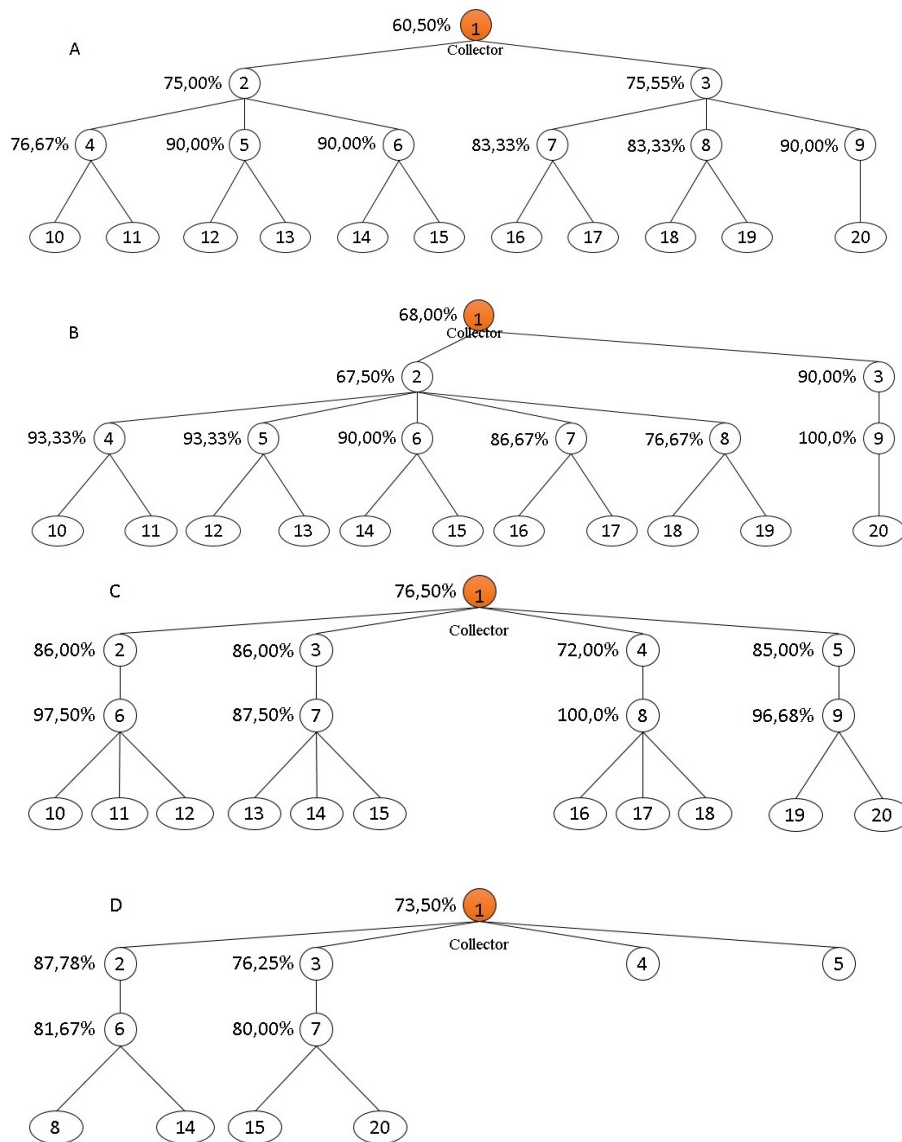 60,50% 1
A Collector
75,00% 2 75,55% 3
76,67% 4 90,00% 5 90,00% 6 83,33% 7 83,33% 8 90,00% 9
10 11 12 13 14 15 16 17 18 19 20
68,00% 1
B Collector
67,50% 2 90,00% 3
93,33% 4 93,33% 5 90,00% 6 86,67% 7 76,67% 8 100,0% 9
10 11 12 13 14 15 16 17 18 19 20
C 76,50% 1
Collector
86,00% 2 86,00% 3 72,00% 4 85,00% 5
97,50% 6 87,50% 7 100,0% 8 96,68% 9
10 11 12 13 14 15 16 17 18 19 20
D 73,50% 1
Collector
87,78% 2 76,25% 3 4 5
81,67% 6 80,00% 7
8 14 15 20